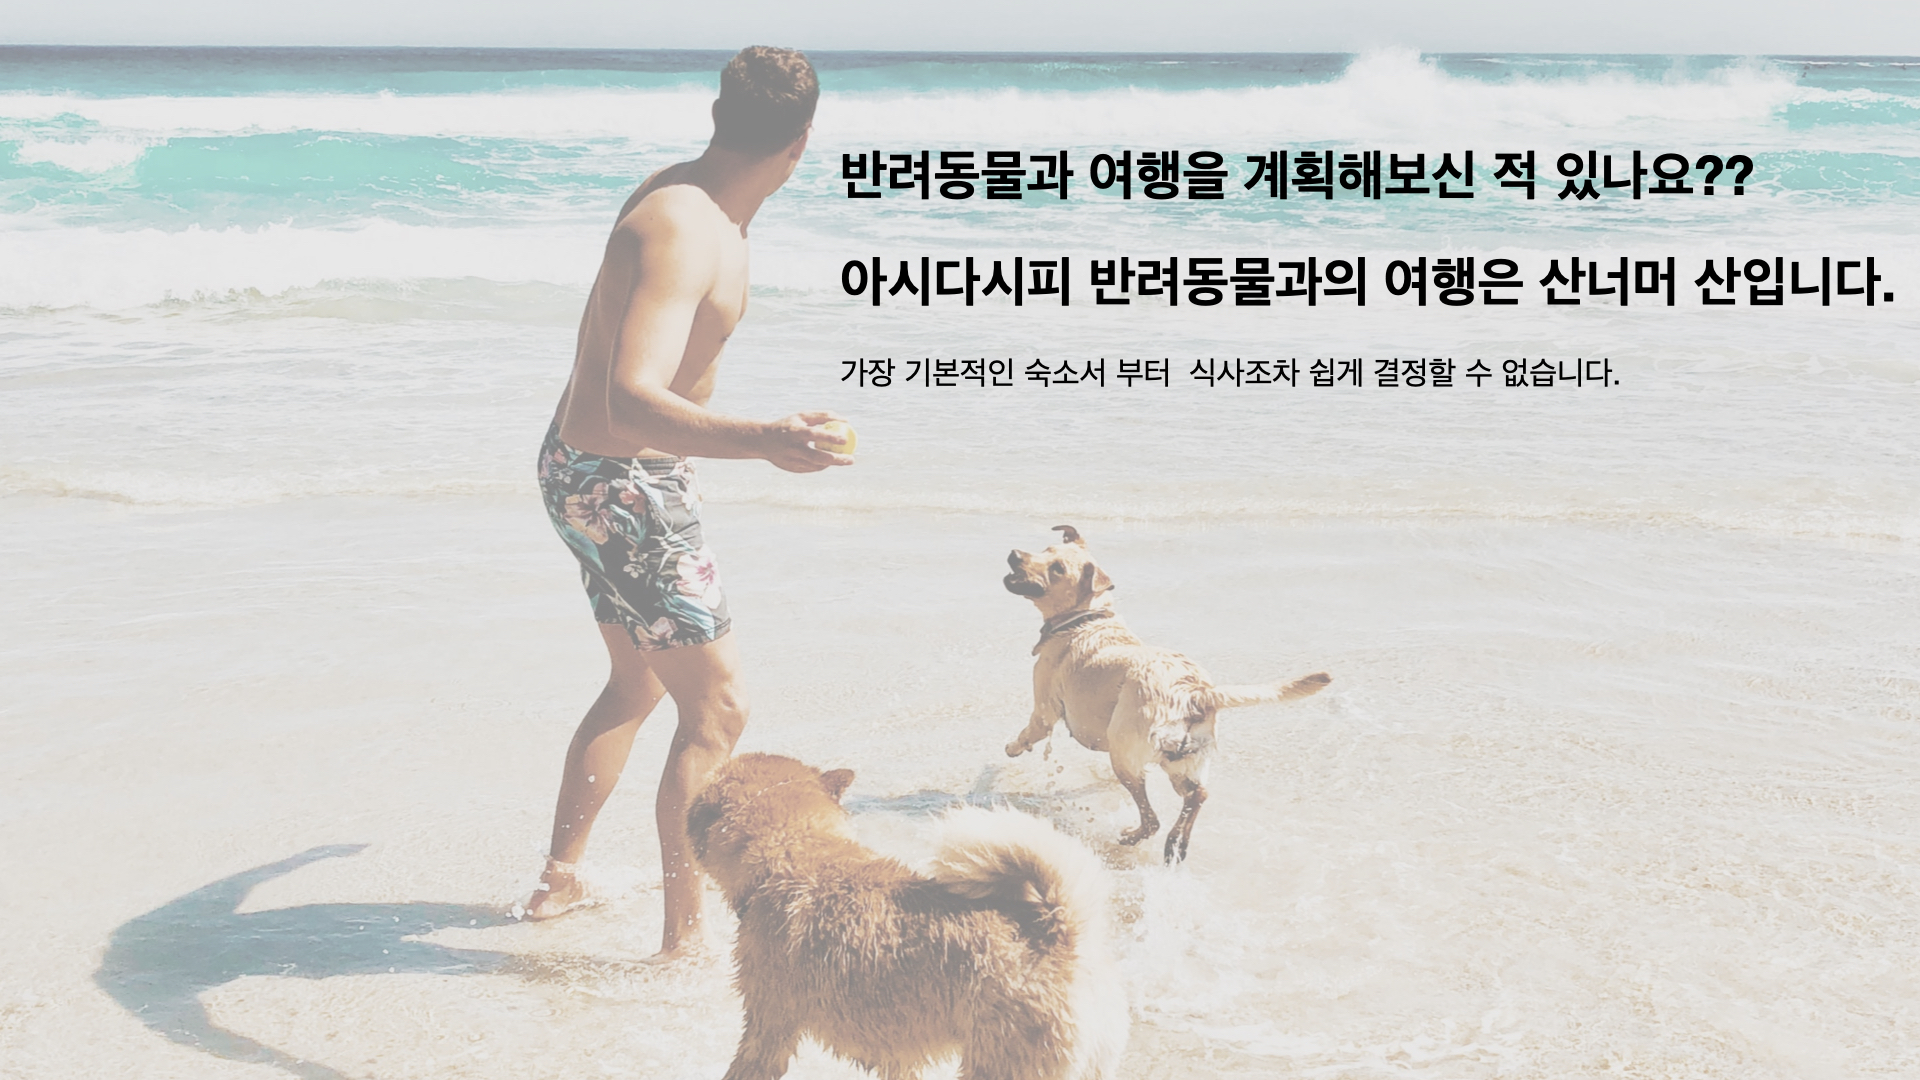 반려동물과 여행을 계획해보신 적 있나요??
아시다시피 반려동물과의 여행은 산너머 산입니다.
가장 기본적인 숙소서 부터  식사조차 쉽게 결정할 수 없습니다.